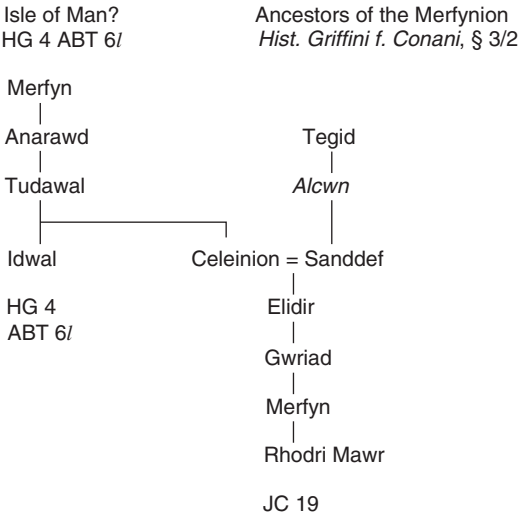 Isle of Man?
HG 4 ABT 6l
Ancestors of the Merfynion
Hist. Griffini f. Conani, § 3/2
Merfyn
Anarawd
Tegid
Tudawal
Alcwn
Idwal
Celeinion = Sanddef
HG 4
ABT 6l
Elidir
Gwriad
Merfyn
Rhodri Mawr
JC 19